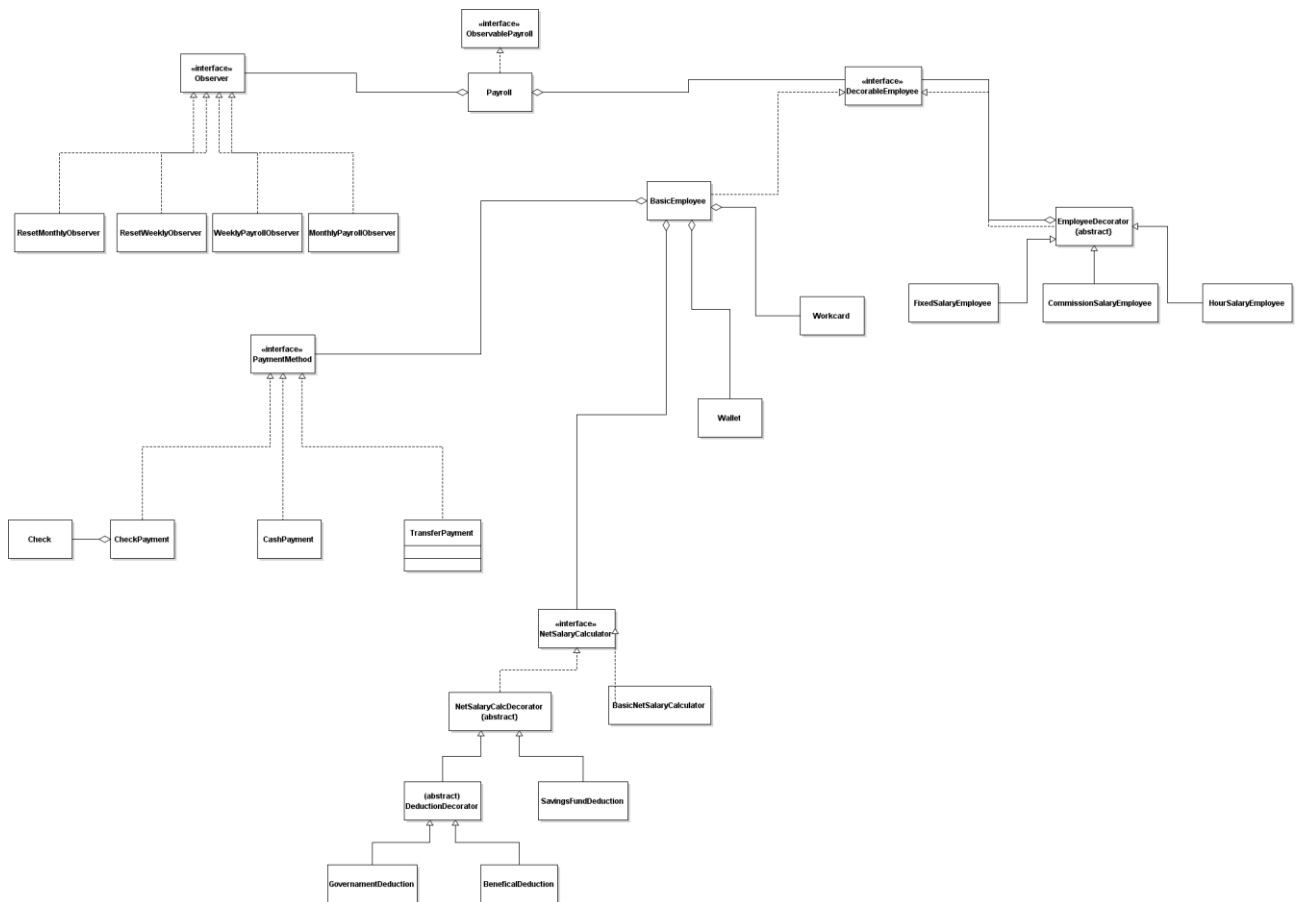 «interface»
ObservablePayroll
«interface»
Observer
Payroll
«interface»
DecorableEmployee
BasicEmployee
ResetMonthlyObserver
ResetWeeklyObserver
WeeklyPayrollObserver
MonthlyPayrollObserver
EmployeeDecorator
(abstract)
FixedSalaryEmployee
CommissionSalaryEmployee
HourSalaryEmployee
Workcard
«interface»
PaymentMethod
Wallet
Check
CheckPayment
CashPayment
TransferPayment
«interface»
NetSalaryCalculator
NetSalaryCalcDecorator
(abstract)
BasicNetSalaryCalculator
(abstract)
DeductionDecorator
SavingsFundDeduction
GovernamentDeduction
BeneficalDeduction